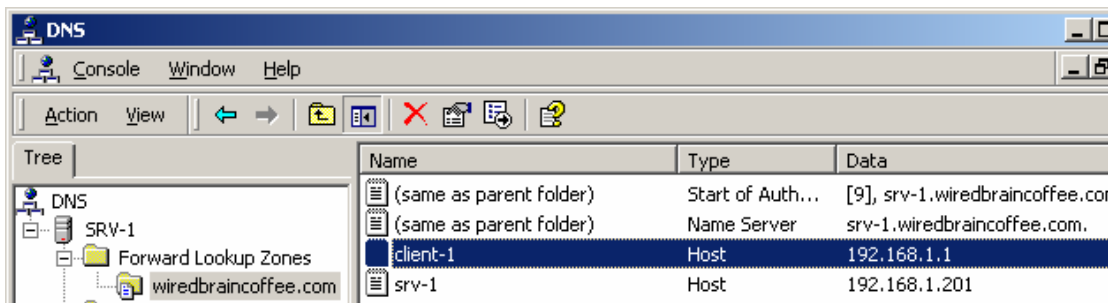 DNS
Console Window Help
Action View
Tree
Name Type Data
DNS
SRV-1
Forward Lookup Zones
wiredbraincoffee.com
(same as parent folder) Start of Auth... [9], srv-1.wiredbraincoffee.co
(same as parent folder) Name Server srv-1.wiredbraincoffee.com.
client-1 Host 192.168.1.1
srv-1 Host 192.168.1.201